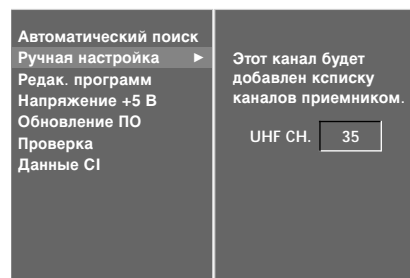 Автоматический поиск
Ручная настройка ►
Редак. программ
Напряжение +5 В
Обновление ПО
Проверка
Данные CI
Этот канал будет
добавлен ксписку
каналов приемником.
UHF CH. 35